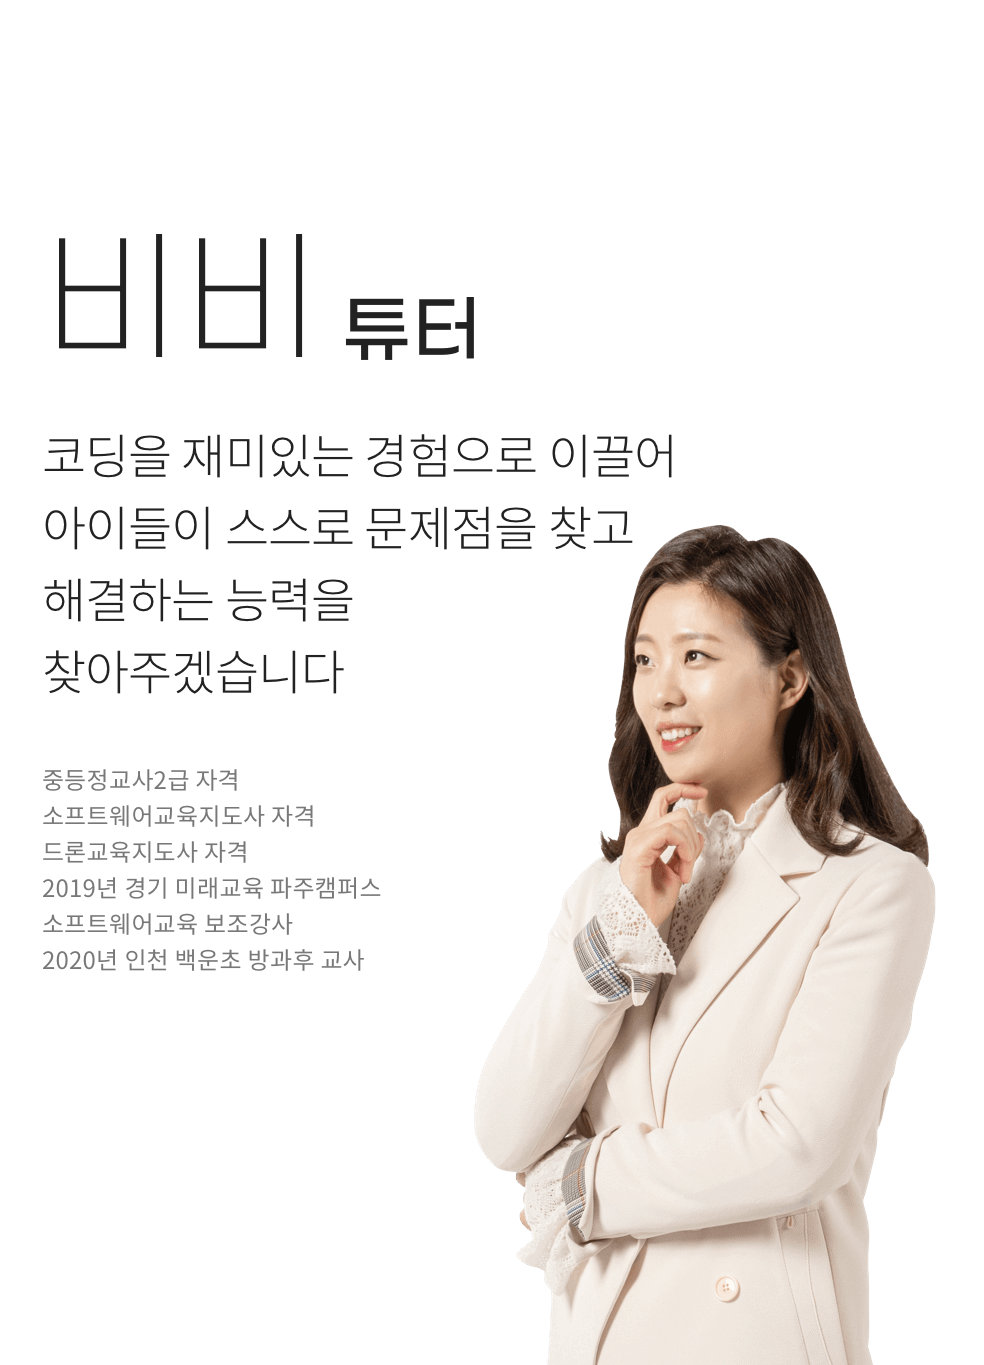 비비 튜터
코딩을 재미있는 경험으로 이끌어
아이들이 스스로 문제점을 찾고
해결하는 능력을
찾아주겠습니다
중등정교사2급 자격
소프트웨어교육지도사 자격
드론교육지도사 자격
2019년 경기 미래교육 파주캠퍼스
소프트웨어교육 보조강사
2020년 인천 백운초 방과후 교사